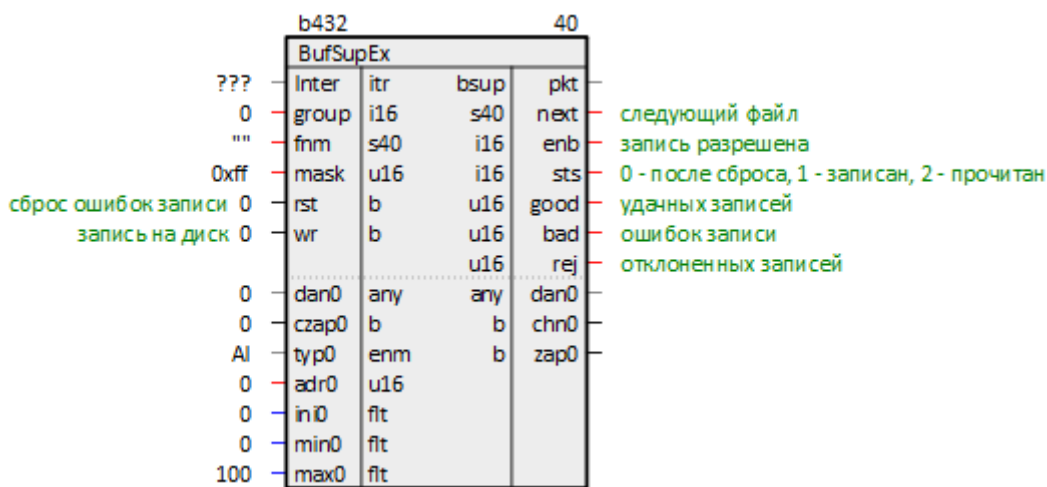 b432 40
BufSupEx
??? Inter itr bsup pkt
0 group i16 s40 next следующий файл
"" fnm s40 i16 enb запись разрешена
0xff mask u16 i16 sts 0 - после сброса, 1 - записан, 2 - прочитан
сброс ошибок записи 0 rst b u16 good удачных записей
запись на диск 0 wr b u16 bad ошибок записи
u16 rej отклоненных записей
0 dan0 any any dan0
0 czap0 b b chn0
AI typ0 enm b zap0
0 adr0 u16
0 ini0 flt
0 min0 flt
100 max0 flt